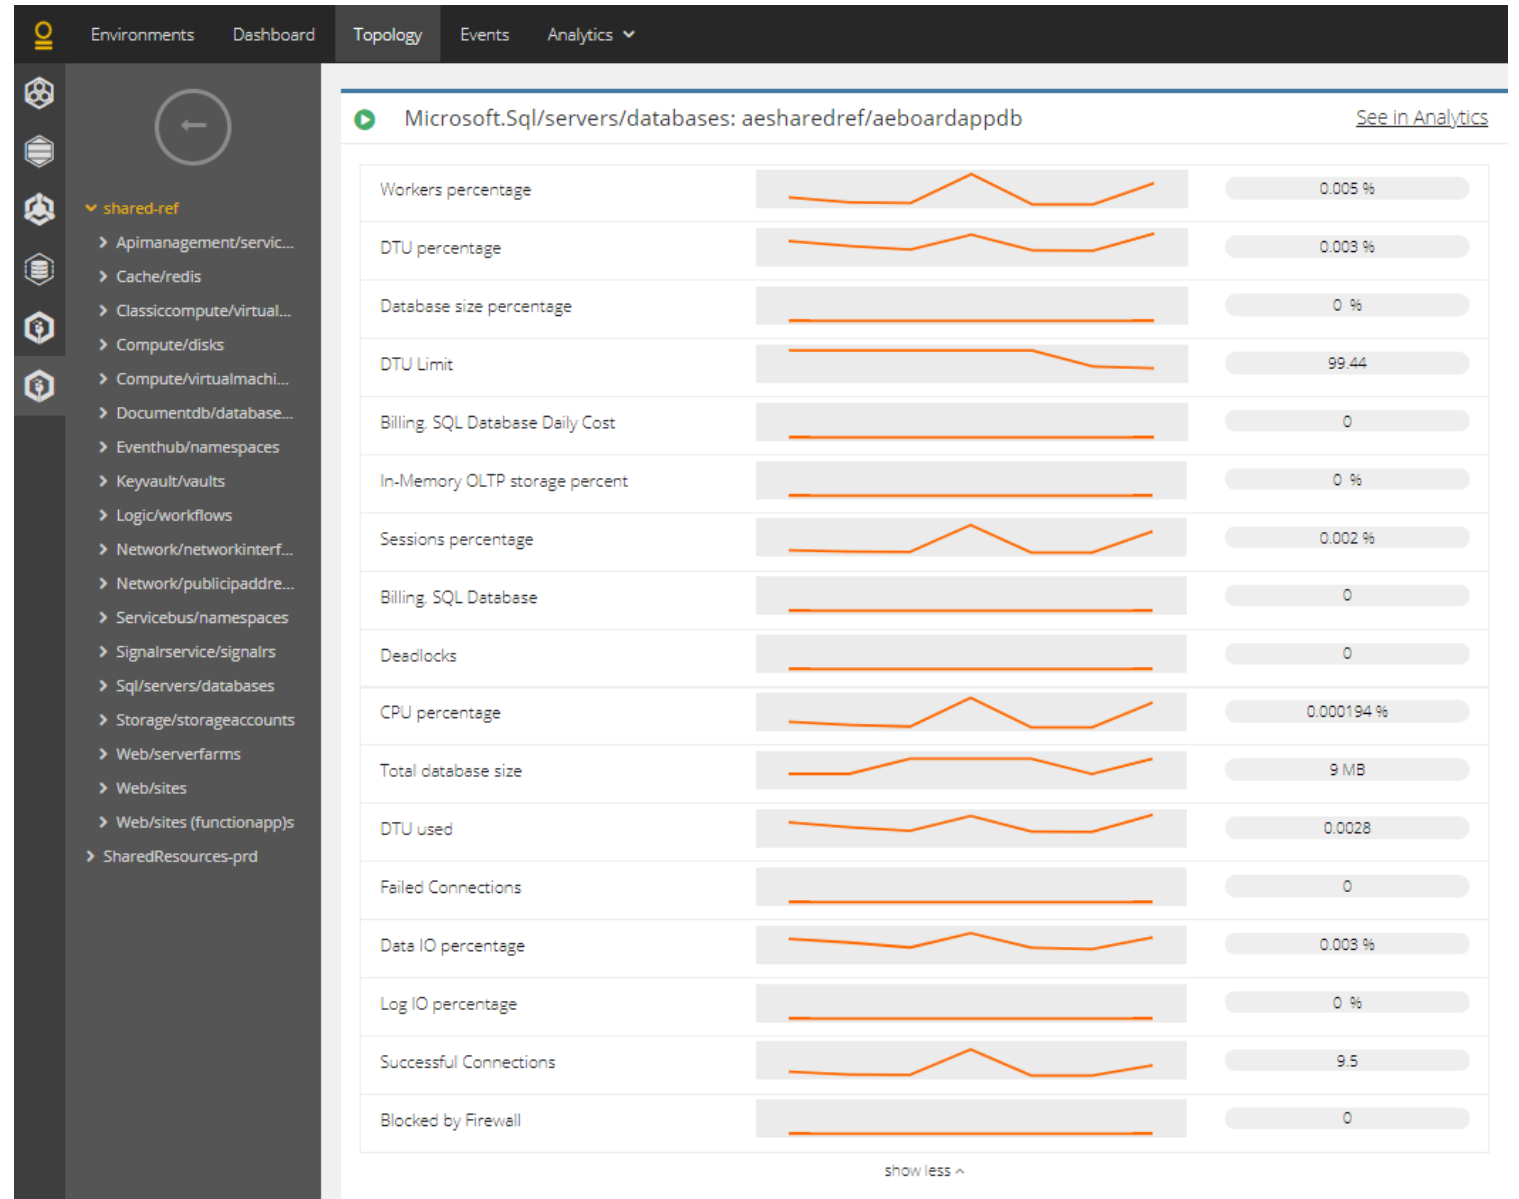 Environments Dashboard Topology Events Analytics
Microsoft.Sql/servers/databases: aesharedref/aeboardappdb See in Analytics
shared-ref
Apimanagement/servic...
Cache/redis
Classiccompute/virtual...
Compute/disks
Compute/virtualmachi...
Documentdb/database...
Eventhub/namespaces
Keyvault/vaults
Logic/workflows
Network/networkinterf...
Network/publicipaddre...
Servicebus/namespaces
Signalrservice/signalrs
Sql/servers/databases
Storage/storageaccounts
Web/serverfarms
Web/sites
Web/sites (functionapp)s
SharedResources-prd
Workers percentage 0.005 %
DTU percentage 0.003 %
Database size percentage 0 %
DTU Limit 99.44
Billing. SQL Database Daily Cost 0
In-Memory OLTP storage percent 0 %
Sessions percentage 0.002 %
Billing. SQL Database 0
Deadlocks 0
CPU percentage 0.000194 %
Total database size 9 MB
DTU used 0.0028
Failed Connections 0
Data IO percentage 0.003 %
Log IO percentage 0 %
Successful Connections 9.5
Blocked by Firewall 0
show less